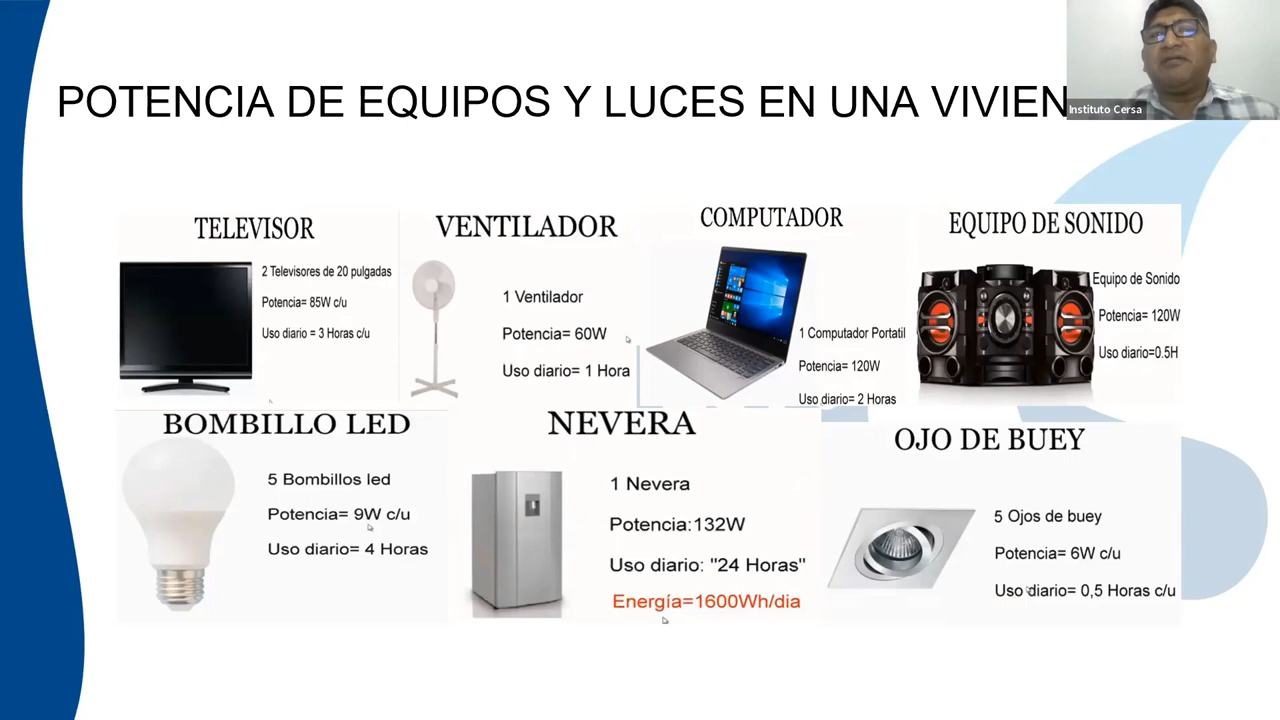 POTENCIA DE EQUIPOS Y LUCES EN UNA VIVIEN
Instituto Cersa
TELEVISOR
2 Televisores de 20 pulgadas
Potencia= 85W c/u
Uso diario = 3 Horas c/u
VENTILADOR
1 Ventilador
Potencia= 60W
Uso diario= 1 Hora
COMPUTADOR
1 Computador Portatil
Potencia= 120W
Uso diario= 2 Horas
EQUIPO DE SONIDO
Equipo de Sonido
Potencia= 120W
Uso diario=0.5H
BOMBILLO LED
5 Bombillos led
Potencia= 9W c/u
Uso diario= 4 Horas
NEVERA
1 Nevera
Potencia:132W
Uso diario: "24 Horas"
Energía=1600Wh/dia
OJO DE BUEY
5 Ojos de buey
Potencia= 6W c/u
Uso diario= 0,5 Horas c/u